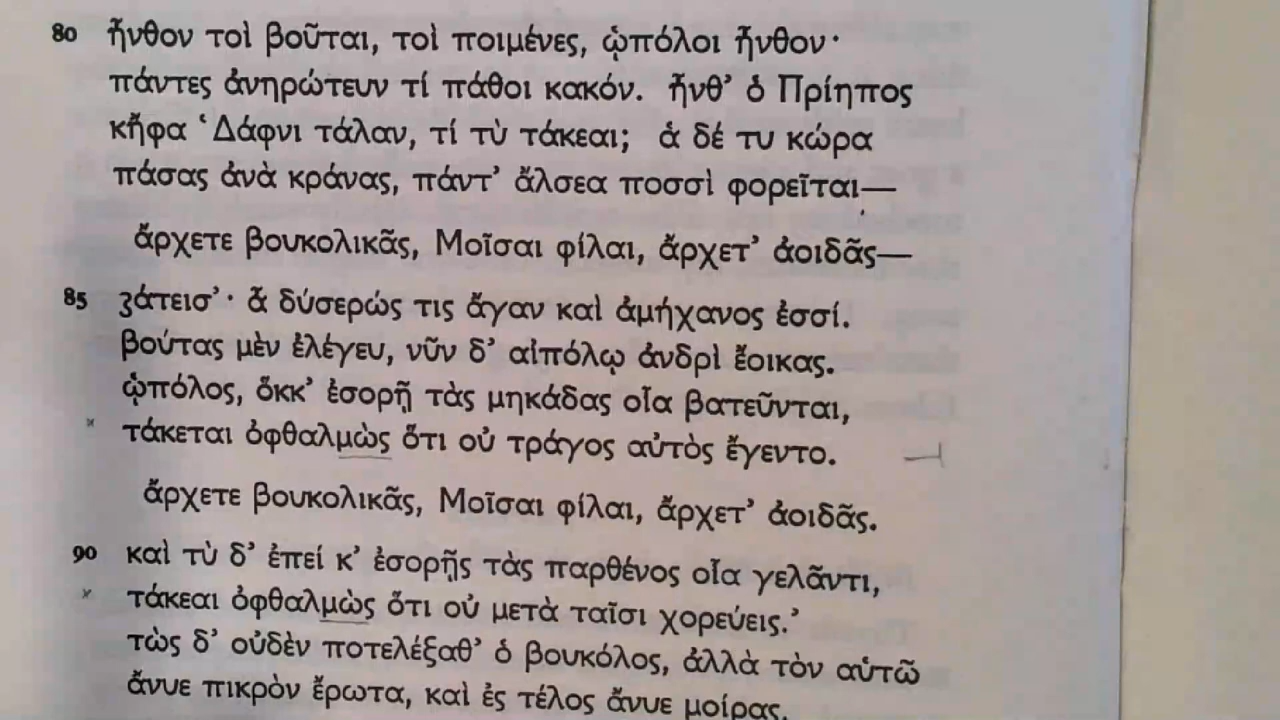 80 ἦνθον τοὶ βοῦται, τοὶ ποιμένες, ᾡπόλοι ἦνθον·
πάντες ἀνηρώτευν τί πάθοι κακόν. ἦνθ’ ὁ Πρίηπος
κἤφα ‘Δάφνι τάλαν, τί τὺ τάκεαι; ἁ δέ τυ κώρα
πάσας ἀνὰ κράνας, πάντ’ ἄλσεα ποσσὶ φορεῖται—
ἄρχετε βουκολικᾶς, Μοῖσαι φίλαι, ἄρχετ’ ἀοιδᾶς—
85 ζάτεισ’· ἆ δύσερώς τις ἄγαν καὶ ἀμήχανος ἐσσί.
βούτας μὲν ἐλέγευ, νῦν δ’ αἰπόλῳ ἀνδρὶ ἔοικας.
ᾡπόλος, ὅκκ’ ἐσορῇ τὰς μηκάδας οἷα βατεῦνται,
τάκεται ὀφθαλμὼς ὅτι οὐ τράγος αὐτὸς ἔγεντο.
ἄρχετε βουκολικᾶς, Μοῖσαι φίλαι, ἄρχετ’ ἀοιδᾶς.
90 καὶ τὺ δ’ ἐπεί κ’ ἐσορῇς τὰς παρθένος οἷα γελᾶντι,
τάκεαι ὀφθαλμὼς ὅτι οὐ μετὰ ταῖσι χορεύεις.’
τὼς δ’ οὐδὲν ποτελέξαθ’ ὁ βουκόλος, ἀλλὰ τὸν αὑτῶ
ἄνυε πικρὸν ἔρωτα, καὶ ἐς τέλος ἄνυε μοίρας.